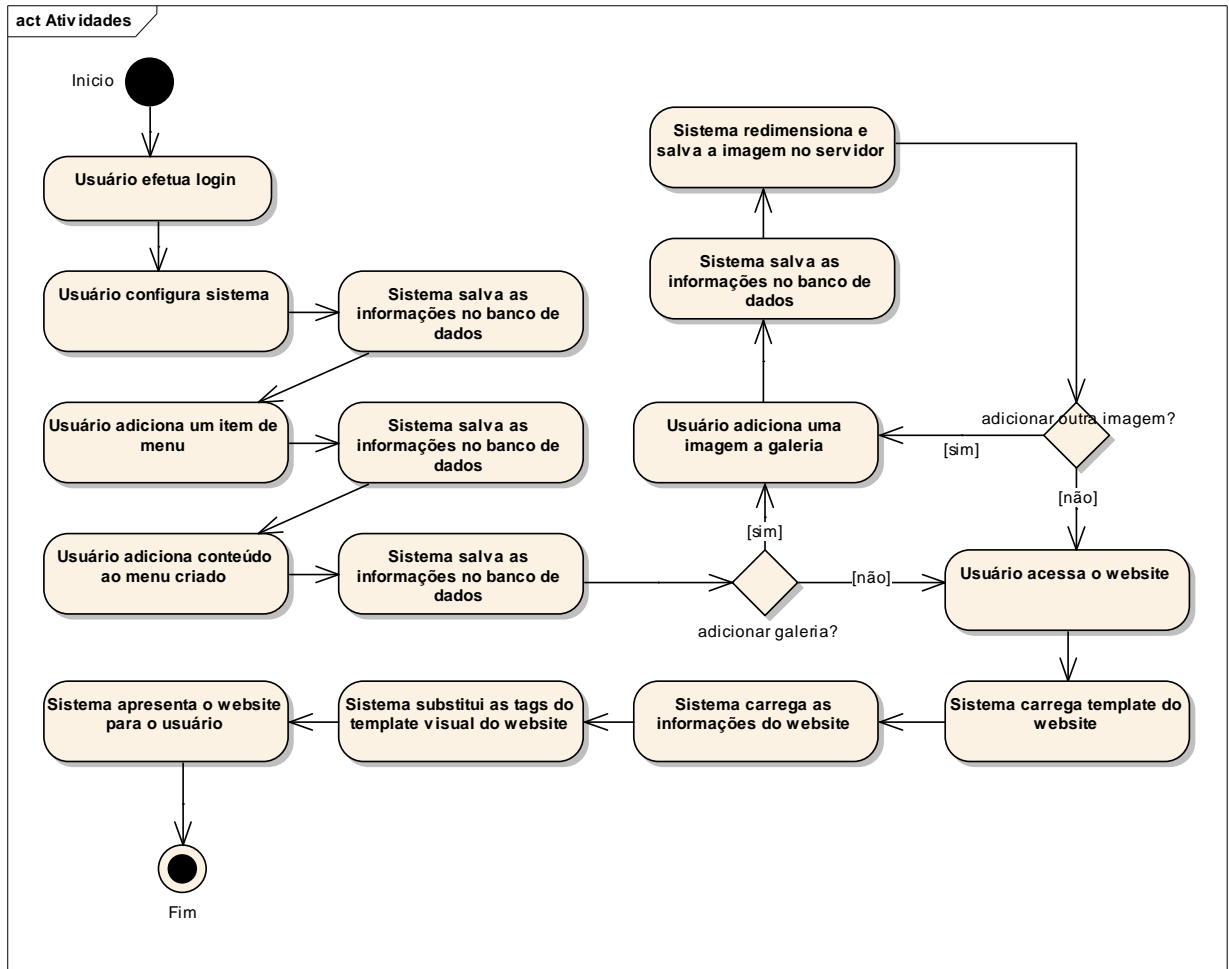 act Atividades
Inicio
Usuário efetua login
Usuário configura sistema
Sistema salva as
informações no banco de
dados
Usuário adiciona um item de
menu
Sistema salva as
informações no banco de
dados
Usuário adiciona conteúdo
ao menu criado
Sistema salva as
informações no banco de
dados
adicionar galeria?
[sim]
[não]
Usuário adiciona uma
imagem a galeria
Sistema salva as
informações no banco de
dados
Sistema redimensiona e
salva a imagem no servidor
adicionar outra imagem?
[sim]
[não]
Usuário acessa o website
Sistema carrega template do
website
Sistema carrega as
informações do website
Sistema substitui as tags do
template visual do website
Sistema apresenta o website
para o usuário
Fim